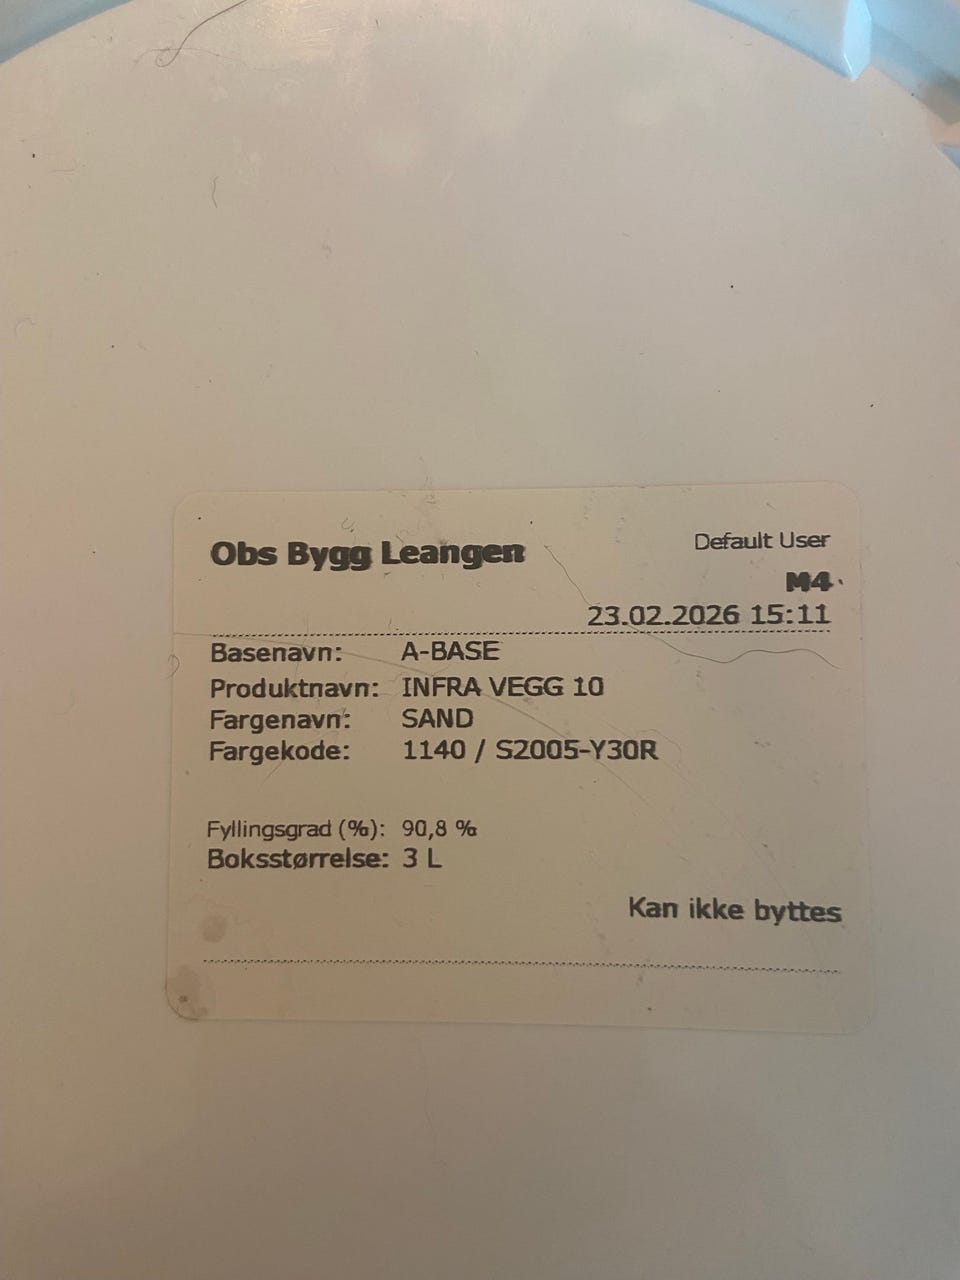 Obs Bygg Leangen
Default User
M4
23.02.2026 15:11
Basenavn: A-BASE
Produktnavn: INFRA VEGG 10
Fargenavn: SAND
Fargekode: 1140 / S2005-Y30R
Fyllingsgrad (%): 90,8 %
Boksstørrelse: 3 L
Kan ikke byttes